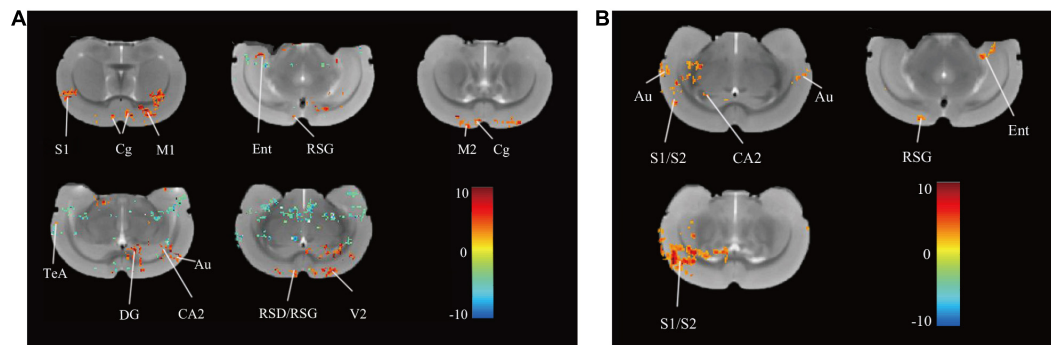 A
S1 Cg M1
Ent RSG
M2 Cg
TeA DG CA2 Au
RSD/RSG V2
10
0
-10
B
Au S1/S2 CA2 Au
RSG Ent
S1/S2
10
0
-10